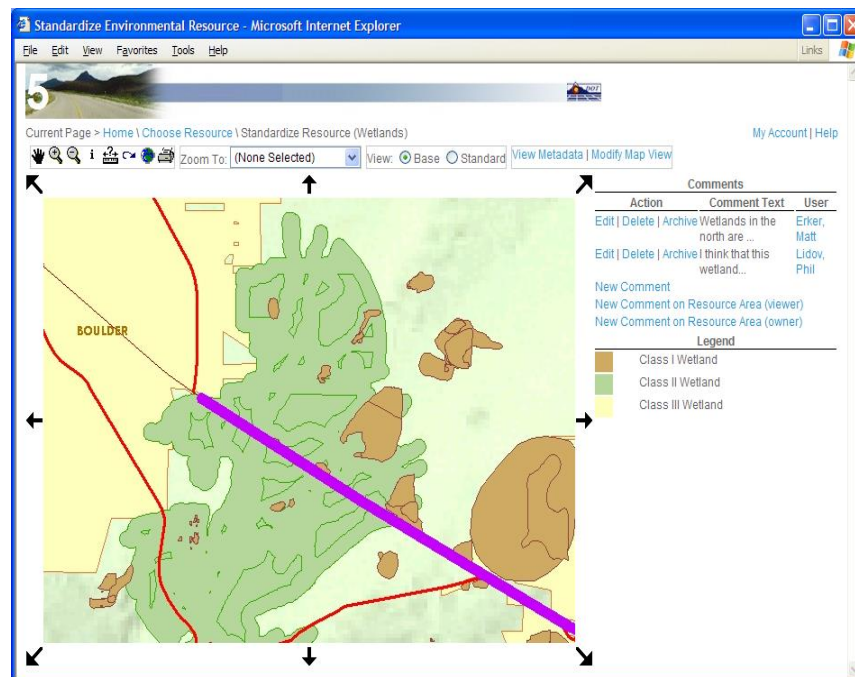 Standardize Environmental Resource - Microsoft Internet Explorer
File Edit View Favorites Tools Help Links
5
DOT
Current Page > Home \ Choose Resource \ Standardize Resource (Wetlands) My Account | Help
Zoom To: (None Selected) View: Base Standard View Metadata | Modify Map View
Comments
Action Comment Text User
Edit | Delete | Archive Wetlands in the Erker,
north are ... Matt
Edit | Delete | Archive I think that this Lidov,
wetland... Phil
New Comment
New Comment on Resource Area (viewer)
New Comment on Resource Area (owner)
Legend
Class I Wetland
Class II Wetland
Class III Wetland
BOULDER